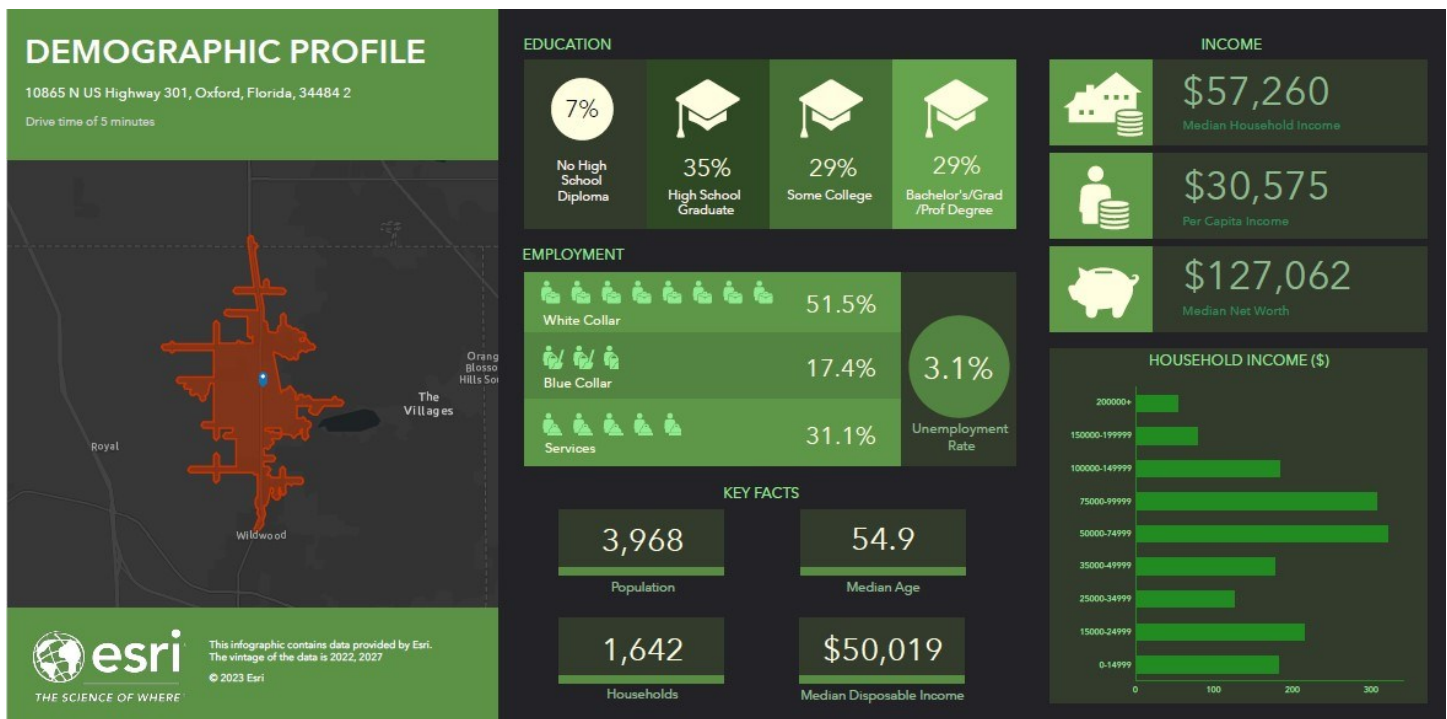 DEMOGRAPHIC PROFILE
10865 N US Highway 301, Oxford, Florida, 34484 2
Drive time of 5 minutes
Orang
Blosso
Hills Sou
The
Villages
Royal
Wildwood
esri
THE SCIENCE OF WHERE
This infographic contains data provided by Esri.
The vintage of the data is 2022, 2027
© 2023 Esri
EDUCATION
7%
No High
School
Diploma
35%
High School
Graduate
29%
Some College
29%
Bachelor's/Grad
/Prof Degree
EMPLOYMENT
White Collar
51.5%
Blue Collar
17.4%
Services
31.1%
3.1%
Unemployment
Rate
KEY FACTS
3,968
Population
54.9
Median Age
1,642
Households
$50,019
Median Disposable Income
INCOME
$57,260
Median Household Income
$30,575
Per Capita Income
$127,062
Median Net Worth
HOUSEHOLD INCOME ($)
200000+
150000-199999
100000-149999
75000-99999
50000-74999
35000-49999
25000-34999
15000-24999
0-14999
0 100 200 300